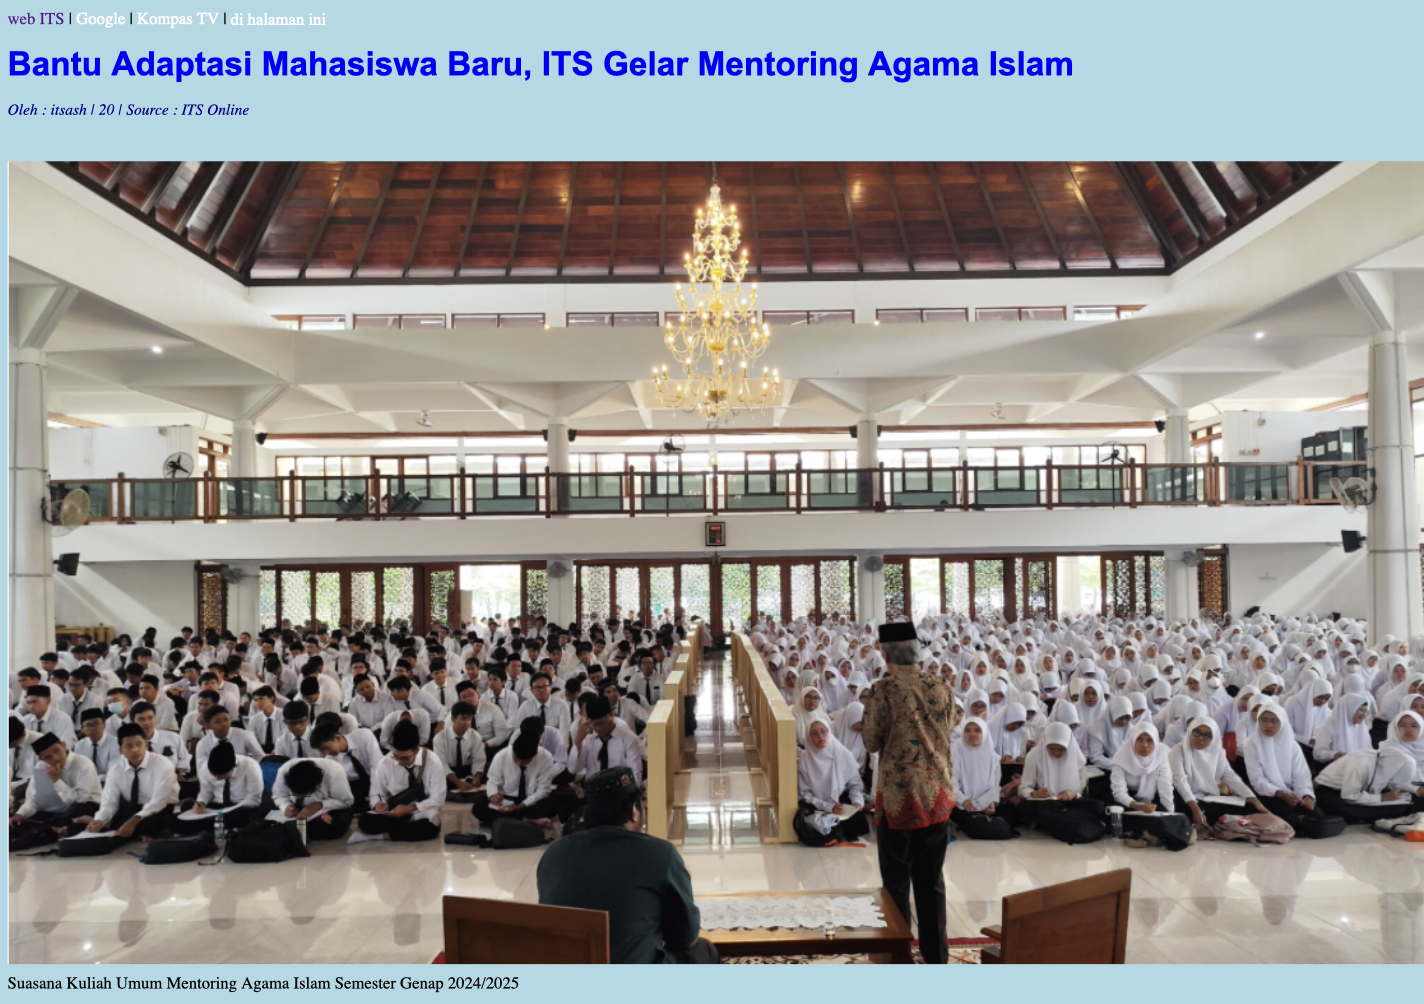 web ITS | Google | Kompas TV | di halaman ini
Bantu Adaptasi Mahasiswa Baru, ITS Gelar Mentoring Agama Islam
Oleh : itsash | 20 | Source : ITS Online
Suasana Kuliah Umum Mentoring Agama Islam Semester Genap 2024/2025